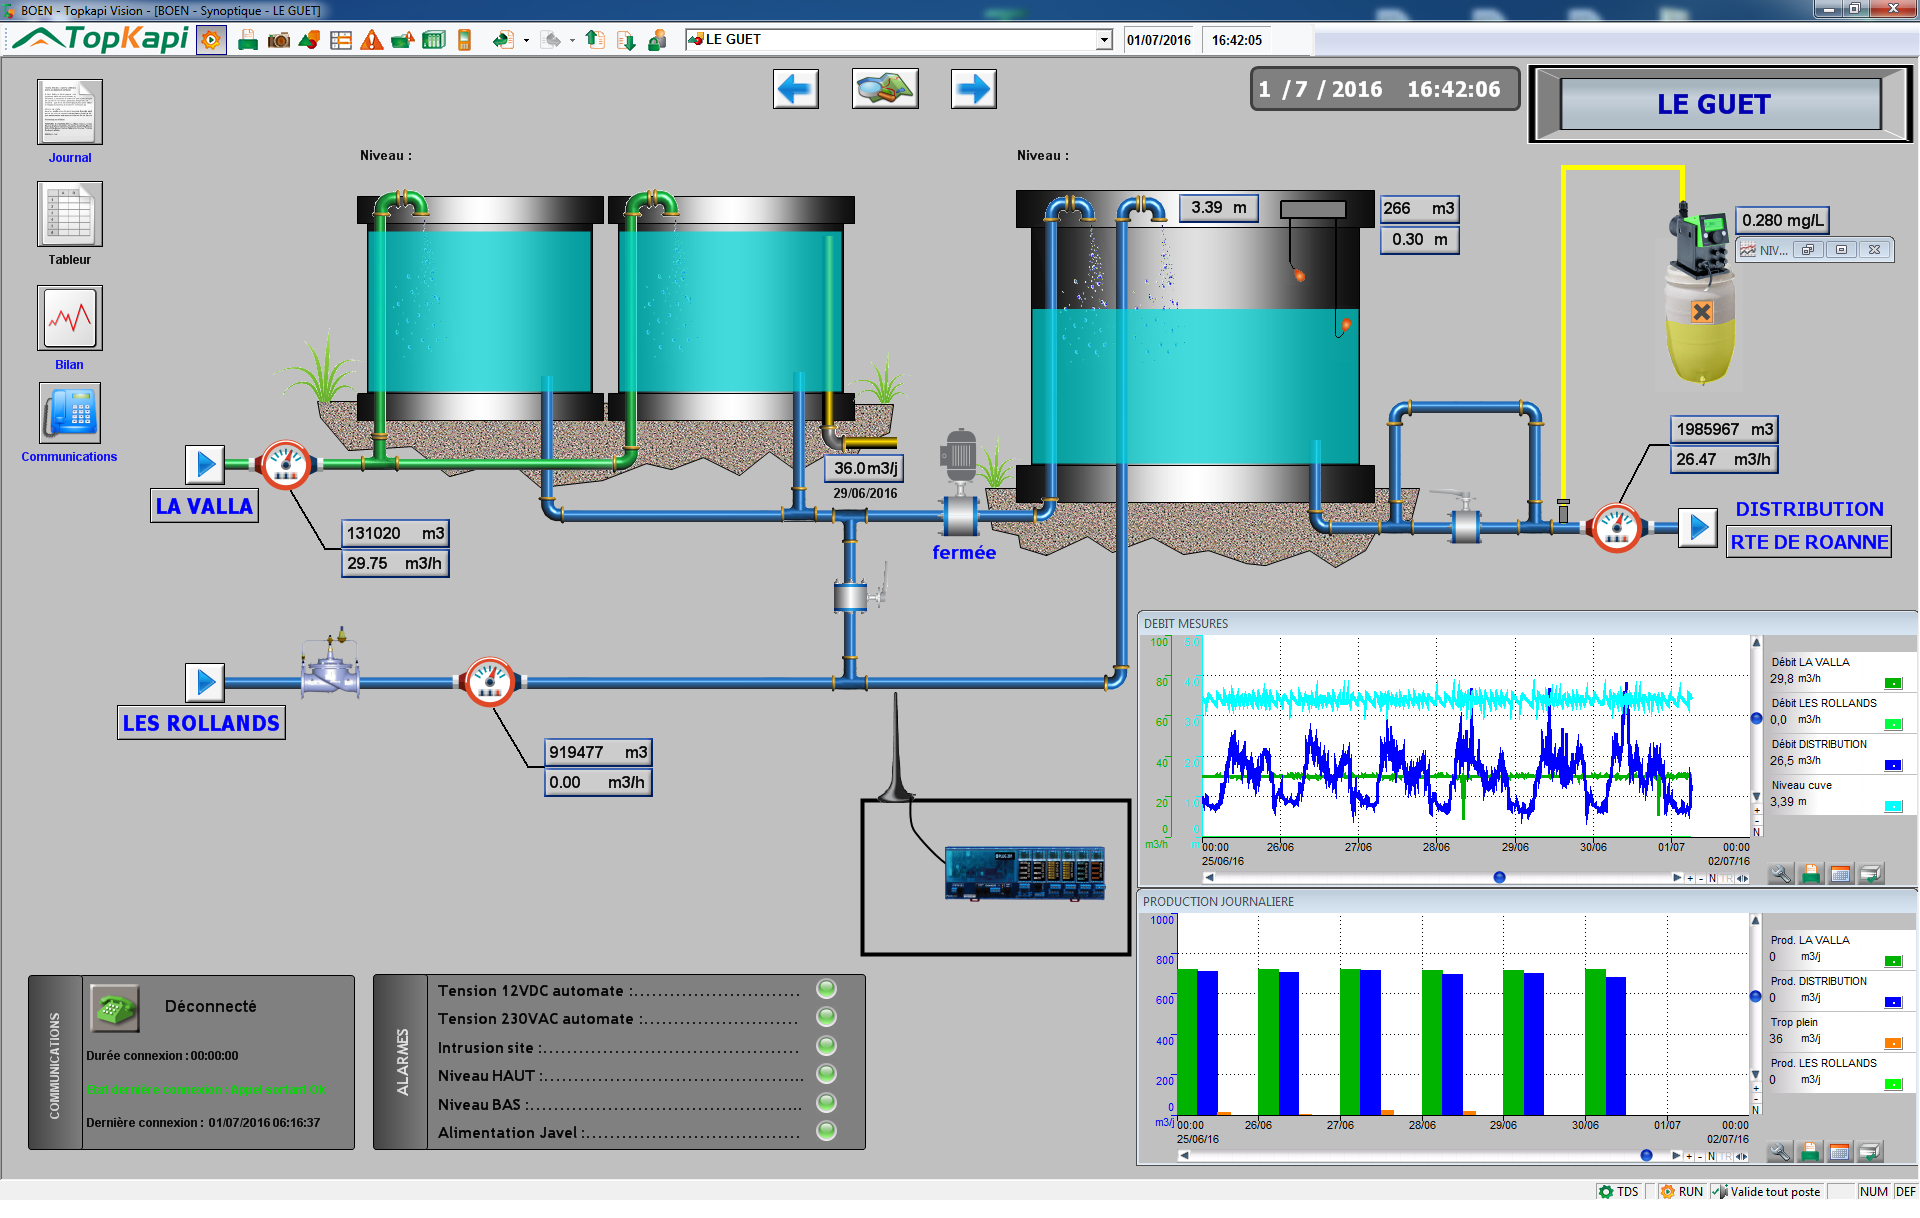 BOEN - Topkapi Vision - [BOEN - Synoptique - LE GUET]
TopKapi
LE GUET
01/07/2016
16:42:05
1 / 7 / 2016 16:42:06
LE GUET
Journal
Tableur
Bilan
Communications
Niveau :
Niveau :
3.39 m
266 m3
0.30 m
0.280 mg/L
NIV...
LA VALLA
131020 m3
29.75 m3/h
36.0m3/j
29/06/2016
fermée
1985967 m3
26.47 m3/h
DISTRIBUTION
RTE DE ROANNE
LES ROLLANDS
919477 m3
0.00 m3/h
DEBIT MESURES
100 5.0
80 4.0
60 3.0
40 2.0
20 1.0
0 0
m3/h m
00:00 26/06 27/06 28/06 29/06 30/06 01/07 00:00
25/06/16 02/07/16
+
-
N
+ - N TR
Débit LA VALLA
29,8 m3/h
Débit LES ROLLANDS
0,0 m3/h
Débit DISTRIBUTION
26,5 m3/h
Niveau cuve
3,39 m
PRODUCTION JOURNALIERE
1000
800
600
400
200
0
m3/j
00:00 26/06 27/06 28/06 29/06 30/06 01/07 00:00
25/06/16 02/07/16
+
-
N
+ - N TR
Prod. LA VALLA
0 m3/j
Prod. DISTRIBUTION
0 m3/j
Trop plein
36 m3/j
Prod. LES ROLLANDS
0 m3/j
COMMUNICATIONS
Déconnecté
Durée connexion : 00:00:00
Dernière connexion : 01/07/2016 06:16:37
ALARMES
Tension 12VDC automate :
Tension 230VAC automate :
Intrusion site :
Niveau HAUT :
Niveau BAS :
Alimentation Javel :
TDS
RUN
Valide tout poste
NUM
DEF